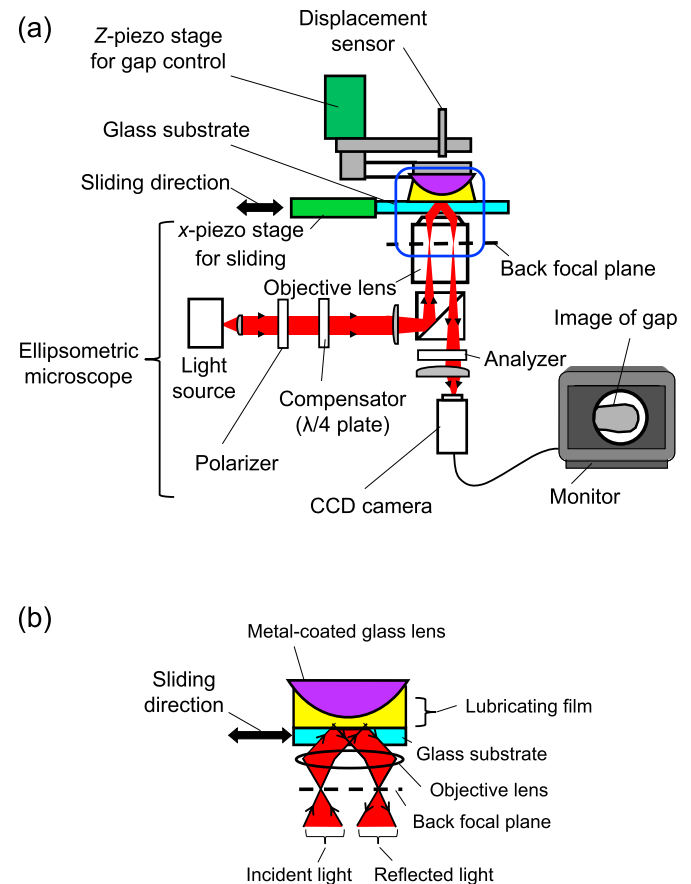 (a)
Z-piezo stage
for gap control
Displacement
sensor
Glass substrate
Sliding direction
x-piezo stage
for sliding
Back focal plane
Objective lens
Image of gap
Ellipsometric
microscope
Light
source
Analyzer
Compensator
(λ/4 plate)
Polarizer
CCD camera
Monitor
(b)
Metal-coated glass lens
Sliding
direction
Lubricating film
Glass substrate
Objective lens
Back focal plane
Incident light
Reflected light